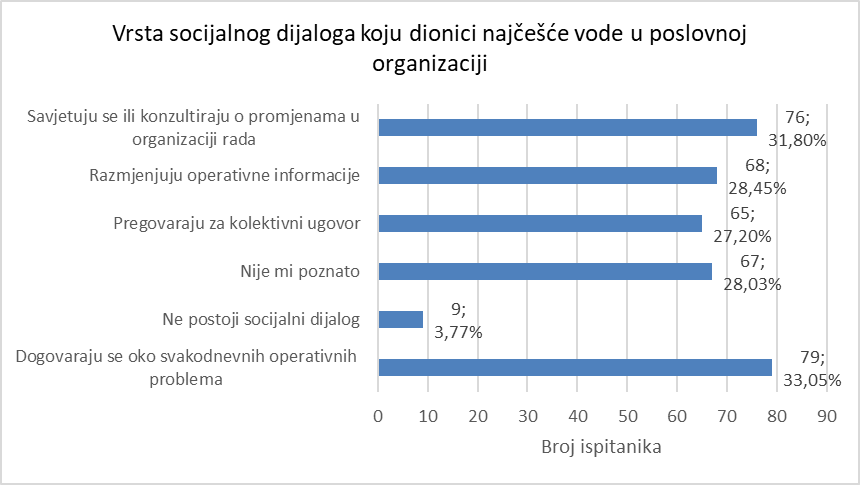 Vrsta socijalnog dijaloga koju dionici najčešće vode u poslovnoj
organizaciji
Savjetuju se ili konzultiraju o promjenama u
organizaciji rada
76;
31,80%
Razmjenjuju operativne informacije
68;
28,45%
Pregovaraju za kolektivni ugovor
65;
27,20%
Nije mi poznato
67;
28,03%
Ne postoji socijalni dijalog
9;
3,77%
Dogovaraju se oko svakodnevnih operativnih
problema
79;
33,05%
0 10 20 30 40 50 60 70 80 90
Broj ispitanika